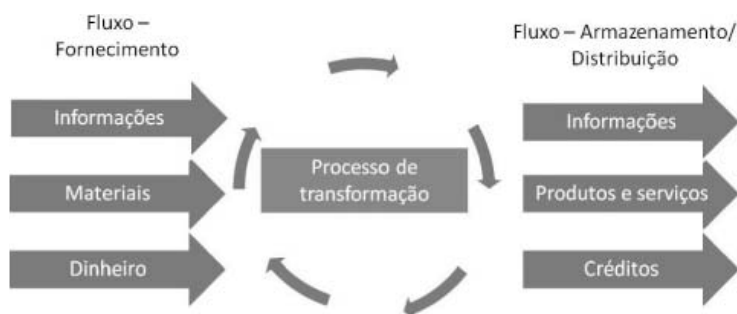 Fluxo –
Fornecimento
Informações
Materiais
Dinheiro
Processo de
transformação
Fluxo – Armazenamento/
Distribuição
Informações
Produtos e serviços
Créditos